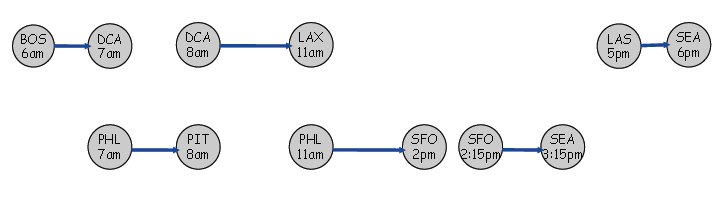 BOS
6am
DCA
7am
DCA
8am
LAX
11am
LAS
5pm
SEA
6pm
PHL
7am
PIT
8am
PHL
11am
SFO
2pm
SFO
2:15pm
SEA
3:15pm